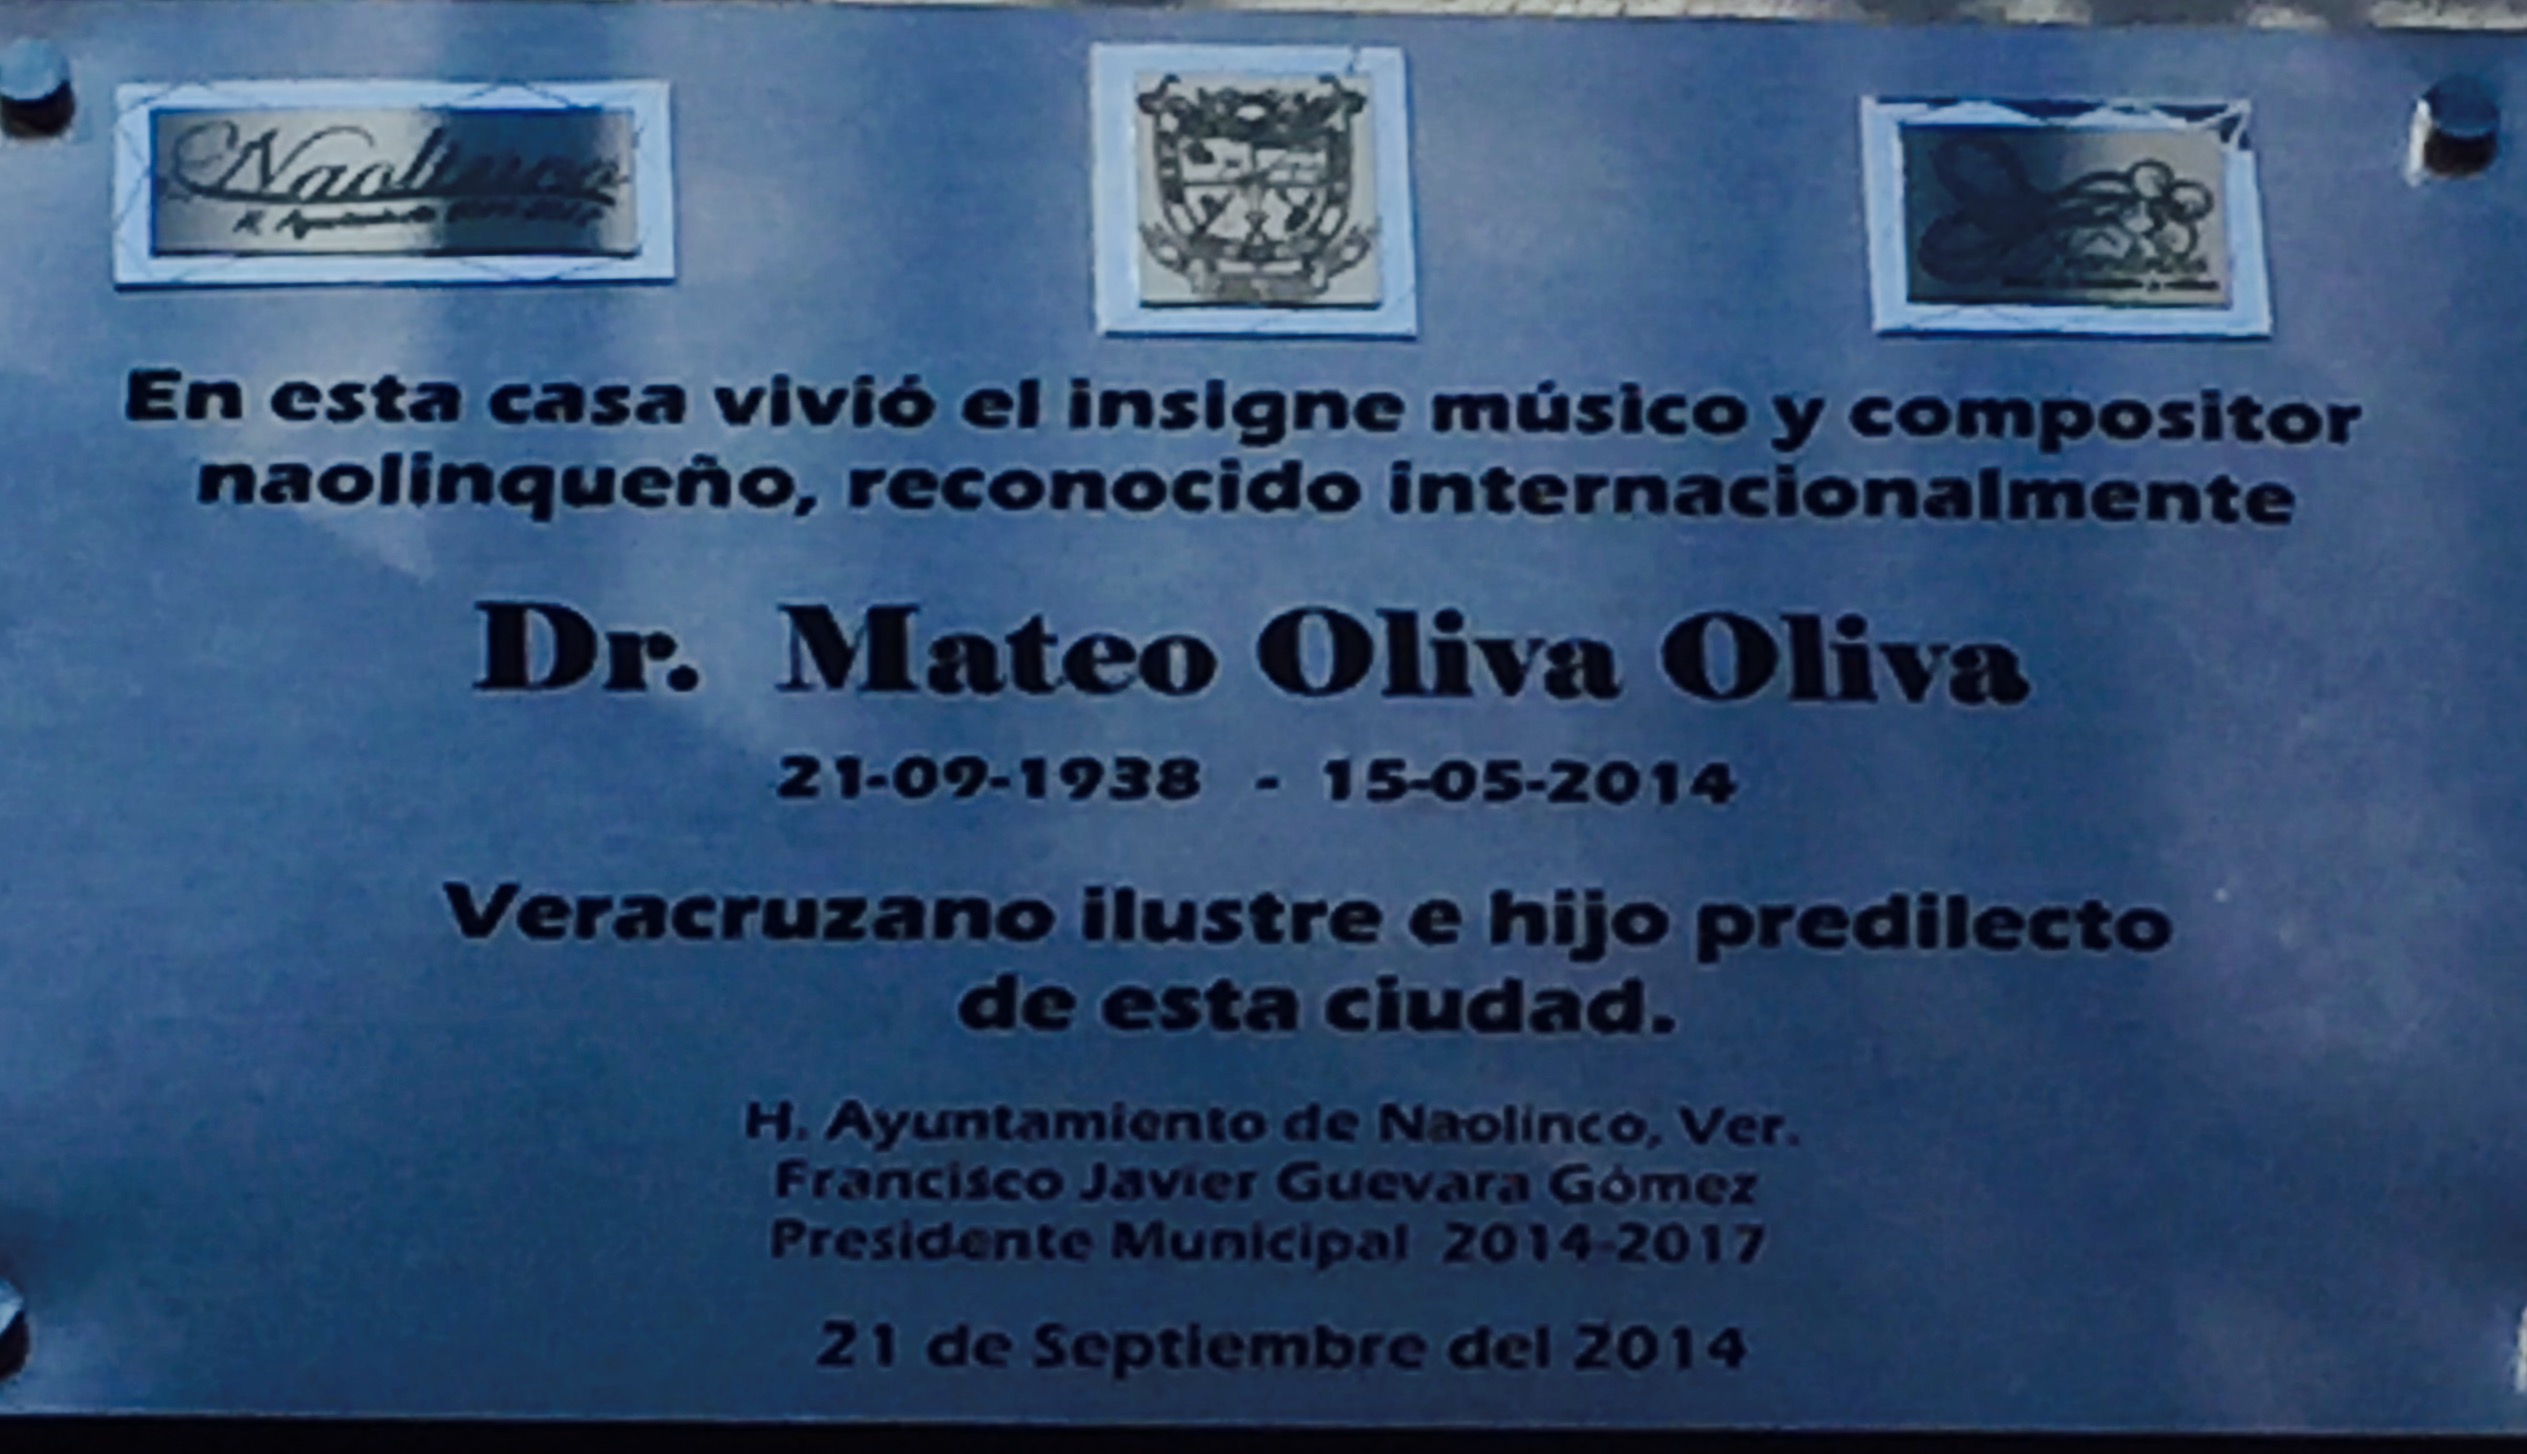 Naolinco
H. Ayuntamiento
En esta casa vivió el insigne músico y compositor
naolinqueño, reconocido internacionalmente
Dr. Mateo Oliva Oliva
21-09-1938 - 15-05-2014
Veracruzano ilustre e hijo predilecto
de esta ciudad.
H. Ayuntamiento de Naolinco, Ver.
Francisco Javier Guevara Gómez
Presidente Municipal 2014-2017
21 de Septiembre del 2014